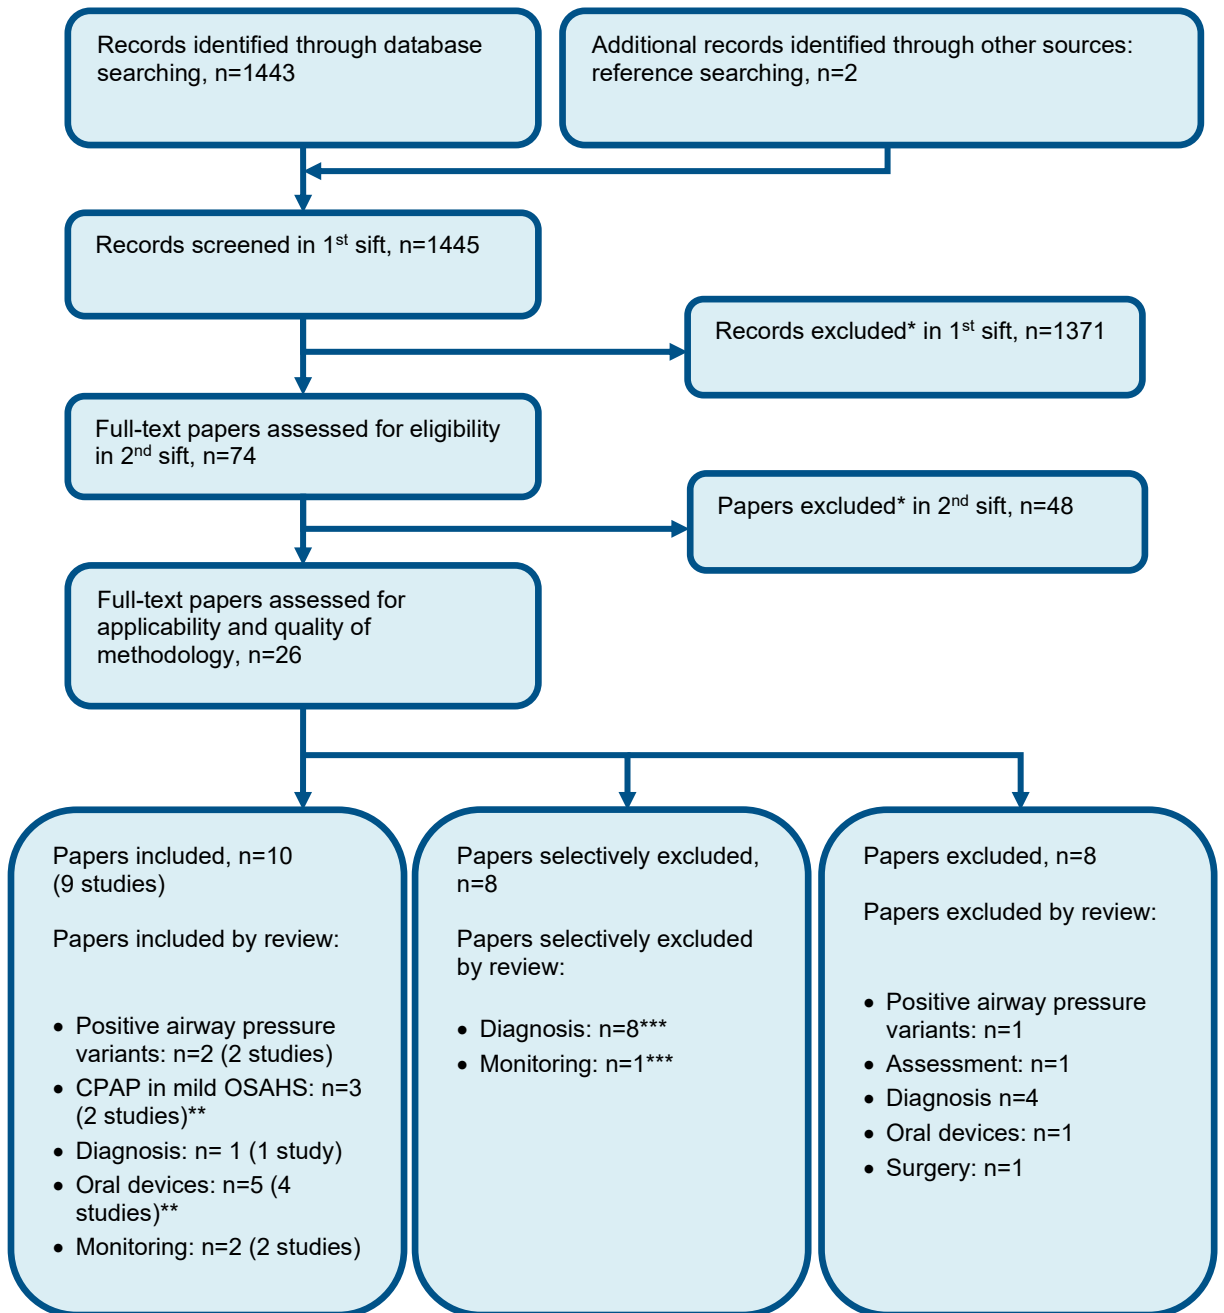 Records identified through database
searching, n=1443
Additional records identified through other sources:
reference searching, n=2
Records screened in 1st sift, n=1445
Records excluded* in 1st sift, n=1371
Full-text papers assessed for eligibility
in 2nd sift, n=74
Papers excluded* in 2nd sift, n=48
Full-text papers assessed for
applicability and quality of
methodology, n=26
Papers included, n=10
(9 studies)
Papers included by review:
• Positive airway pressure
variants: n=2 (2 studies)
• CPAP in mild OSAHS: n=3
(2 studies)**
• Diagnosis: n= 1 (1 study)
• Oral devices: n=5 (4
studies)**
• Monitoring: n=2 (2 studies)
Papers selectively excluded,
n=8
Papers selectively excluded
by review:
• Diagnosis: n=8***
• Monitoring: n=1***
Papers excluded, n=8
Papers excluded by review:
• Positive airway pressure
variants: n=1
• Assessment: n=1
• Diagnosis n=4
• Oral devices: n=1
• Surgery: n=1